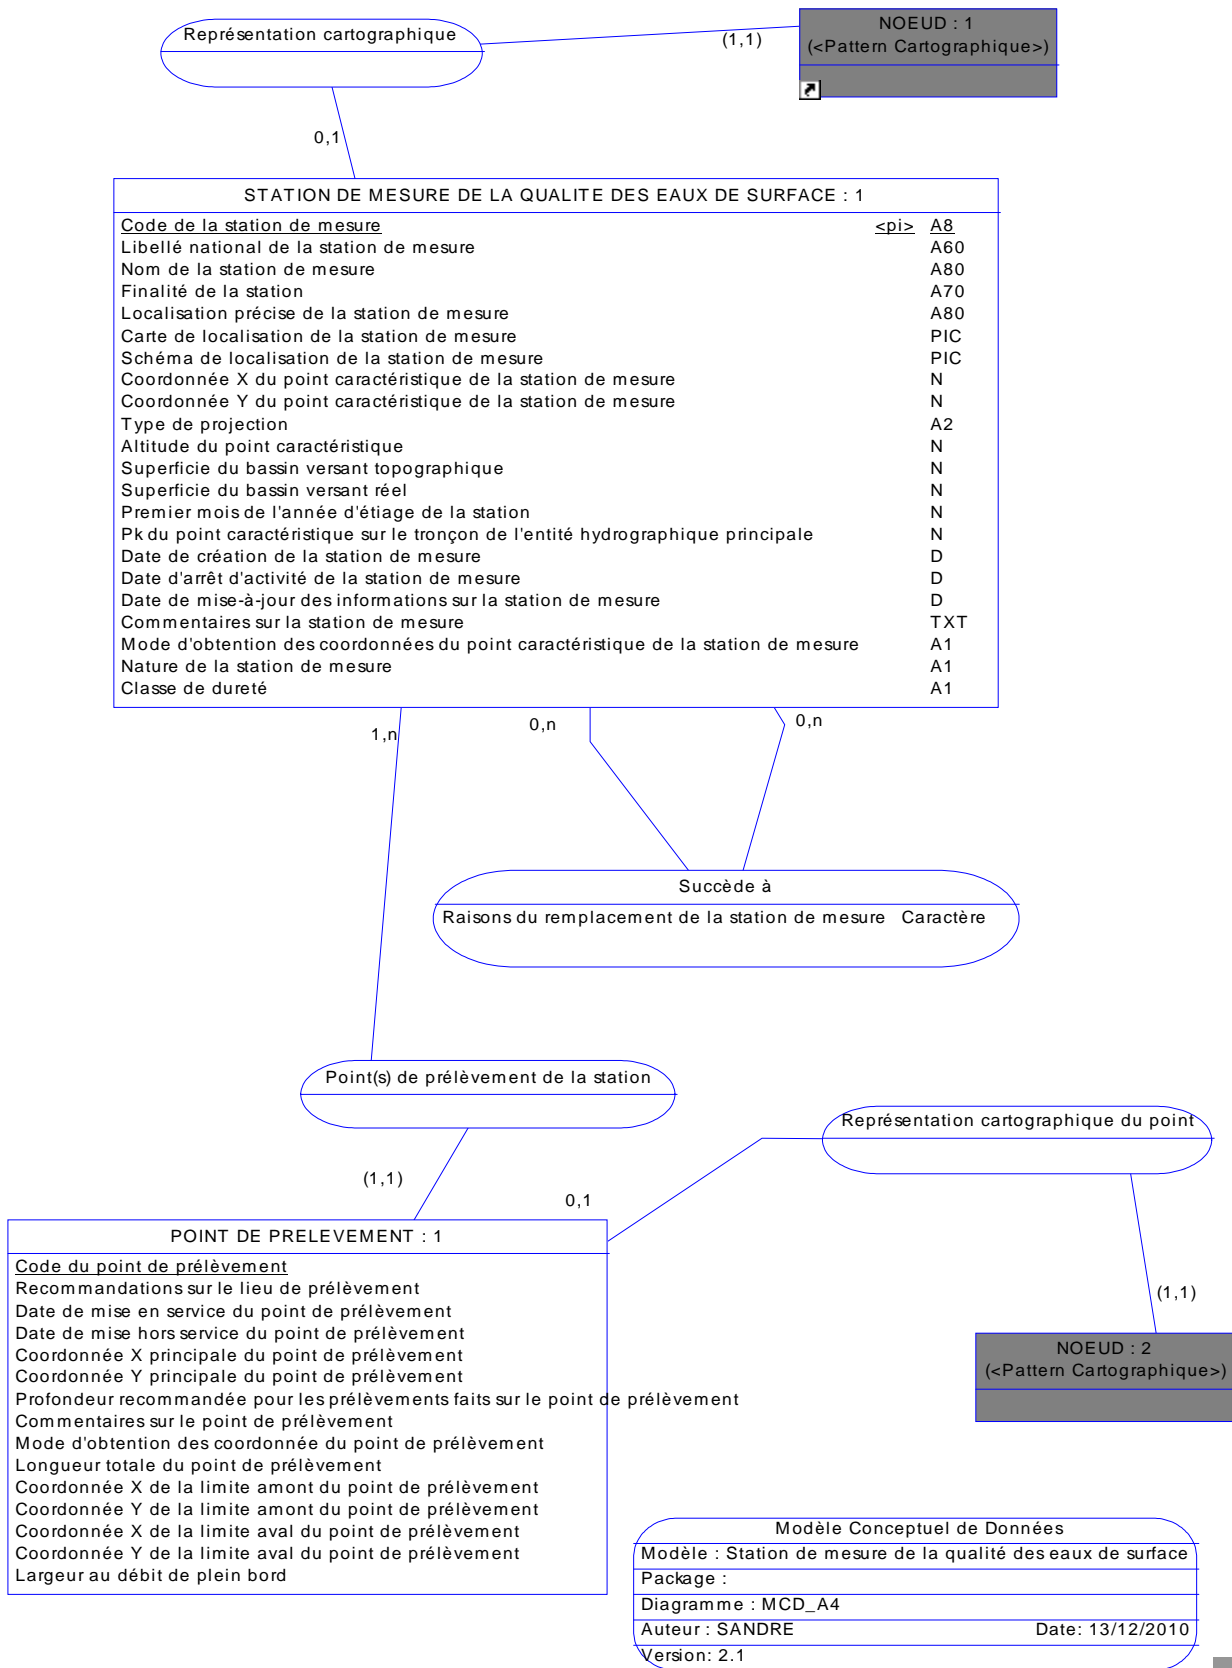 Représentation cartographique
(1,1)
NOEUD : 1
(<Pattern Cartographique>)
0,1
STATION DE MESURE DE LA QUALITE DES EAUX DE SURFACE : 1
Code de la station de mesure <pi> A8
Libellé national de la station de mesure A60
Nom de la station de mesure A80
Finalité de la station A70
Localisation précise de la station de mesure A80
Carte de localisation de la station de mesure PIC
Schéma de localisation de la station de mesure PIC
Coordonnée X du point caractéristique de la station de mesure N
Coordonnée Y du point caractéristique de la station de mesure N
Type de projection A2
Altitude du point caractéristique N
Superficie du bassin versant topographique N
Superficie du bassin versant réel N
Premier mois de l'année d'étiage de la station N
Pk du point caractéristique sur le tronçon de l'entité hydrographique principale N
Date de création de la station de mesure D
Date d'arrêt d'activité de la station de mesure D
Date de mise-à-jour des informations sur la station de mesure D
Commentaires sur la station de mesure TXT
Mode d'obtention des coordonnées du point caractéristique de la station de mesure A1
Nature de la station de mesure A1
Classe de dureté A1
1,n
0,n
0,n
Succède à
Raisons du remplacement de la station de mesure Caractère
Point(s) de prélèvement de la station
Représentation cartographique du point
(1,1)
0,1
POINT DE PRELEVEMENT : 1
Code du point de prélèvement
Recommandations sur le lieu de prélèvement
Date de mise en service du point de prélèvement
Date de mise hors service du point de prélèvement
Coordonnée X principale du point de prélèvement
Coordonnée Y principale du point de prélèvement
Profondeur recommandée pour les prélèvements faits sur le point de prélèvement
Commentaires sur le point de prélèvement
Mode d'obtention des coordonnée du point de prélèvement
Longueur totale du point de prélèvement
Coordonnée X de la limite amont du point de prélèvement
Coordonnée Y de la limite amont du point de prélèvement
Coordonnée X de la limite aval du point de prélèvement
Coordonnée Y de la limite aval du point de prélèvement
Largeur au débit de plein bord
(1,1)
NOEUD : 2
(<Pattern Cartographique>)
Modèle Conceptuel de Données
Modèle : Station de mesure de la qualité des eaux de surface
Package :
Diagramme : MCD_A4
Auteur : SANDRE Date: 13/12/2010
Version: 2.1